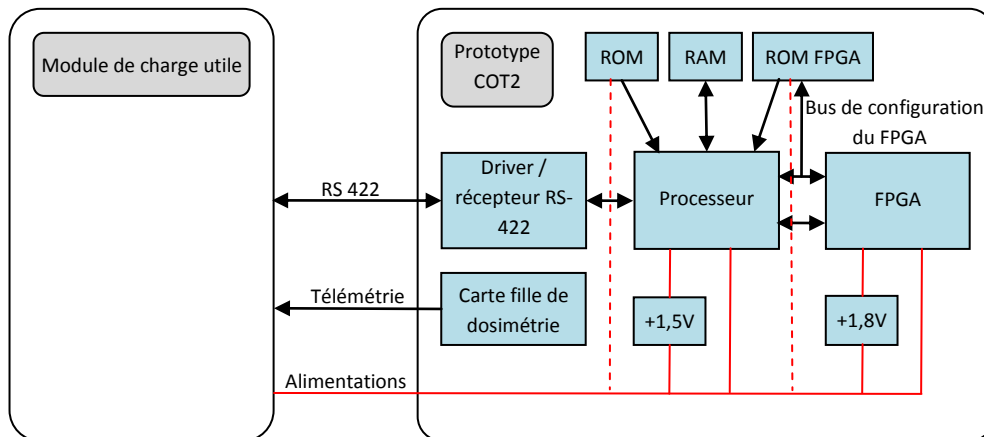 Module de charge utile
Prototype
COT2
ROM
RAM
ROM FPGA
Bus de configuration
du FPGA
RS 422
Driver /
récepteur RS-
422
Processeur
FPGA
Télémétrie
Carte fille de
dosimétrie
+1,5V
+1,8V
Alimentations